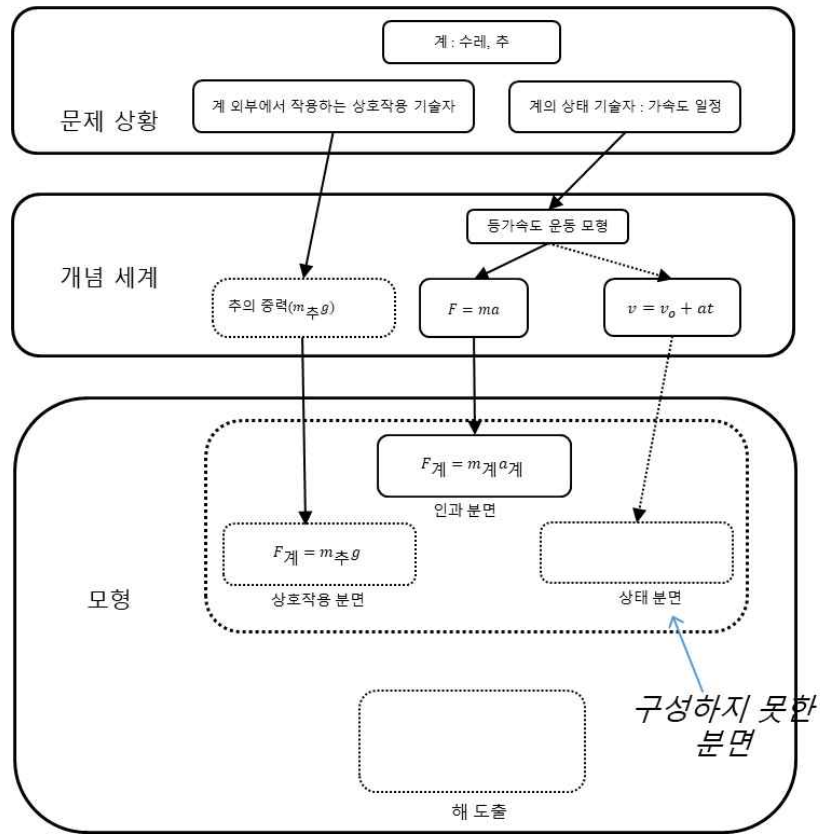 계 : 수레, 추
계 외부에서 작용하는 상호작용 기술자
계의 상태 기술자 : 가속도 일정
문제 상황
등가속도 운동 모형
개념 세계
추의 중력(m추g)
F = ma
v = vo + at
F계 = m계a계
인과 분면
F계 = m추g
상호작용 분면
상태 분면
모형
구성하지 못한
분면
해 도출